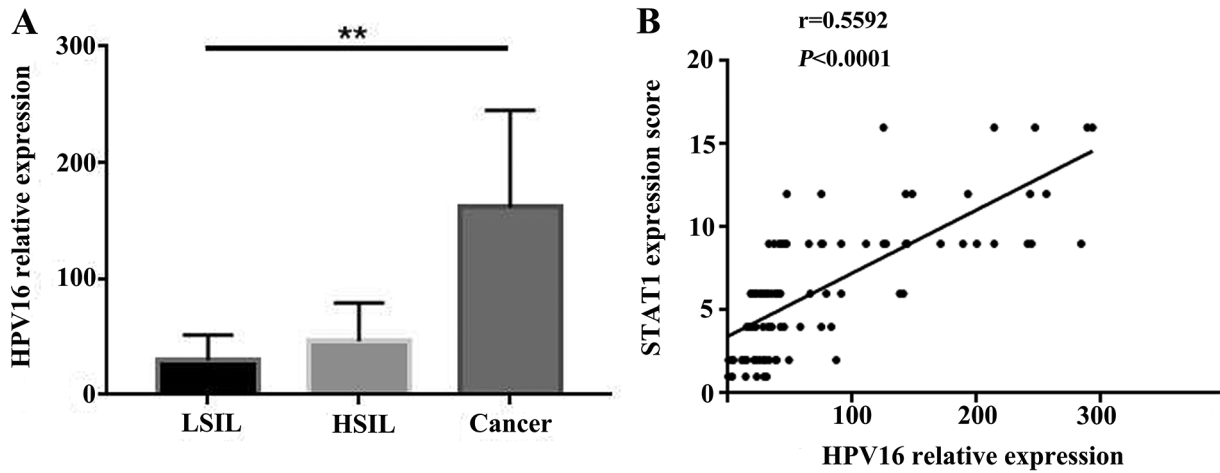 A
HPV16 relative expression
300
200
100
0
**
LSIL HSIL Cancer
B
r=0.5592
P<0.0001
STAT1 expression score
20
15
10
5
0
100 200 300
HPV16 relative expression